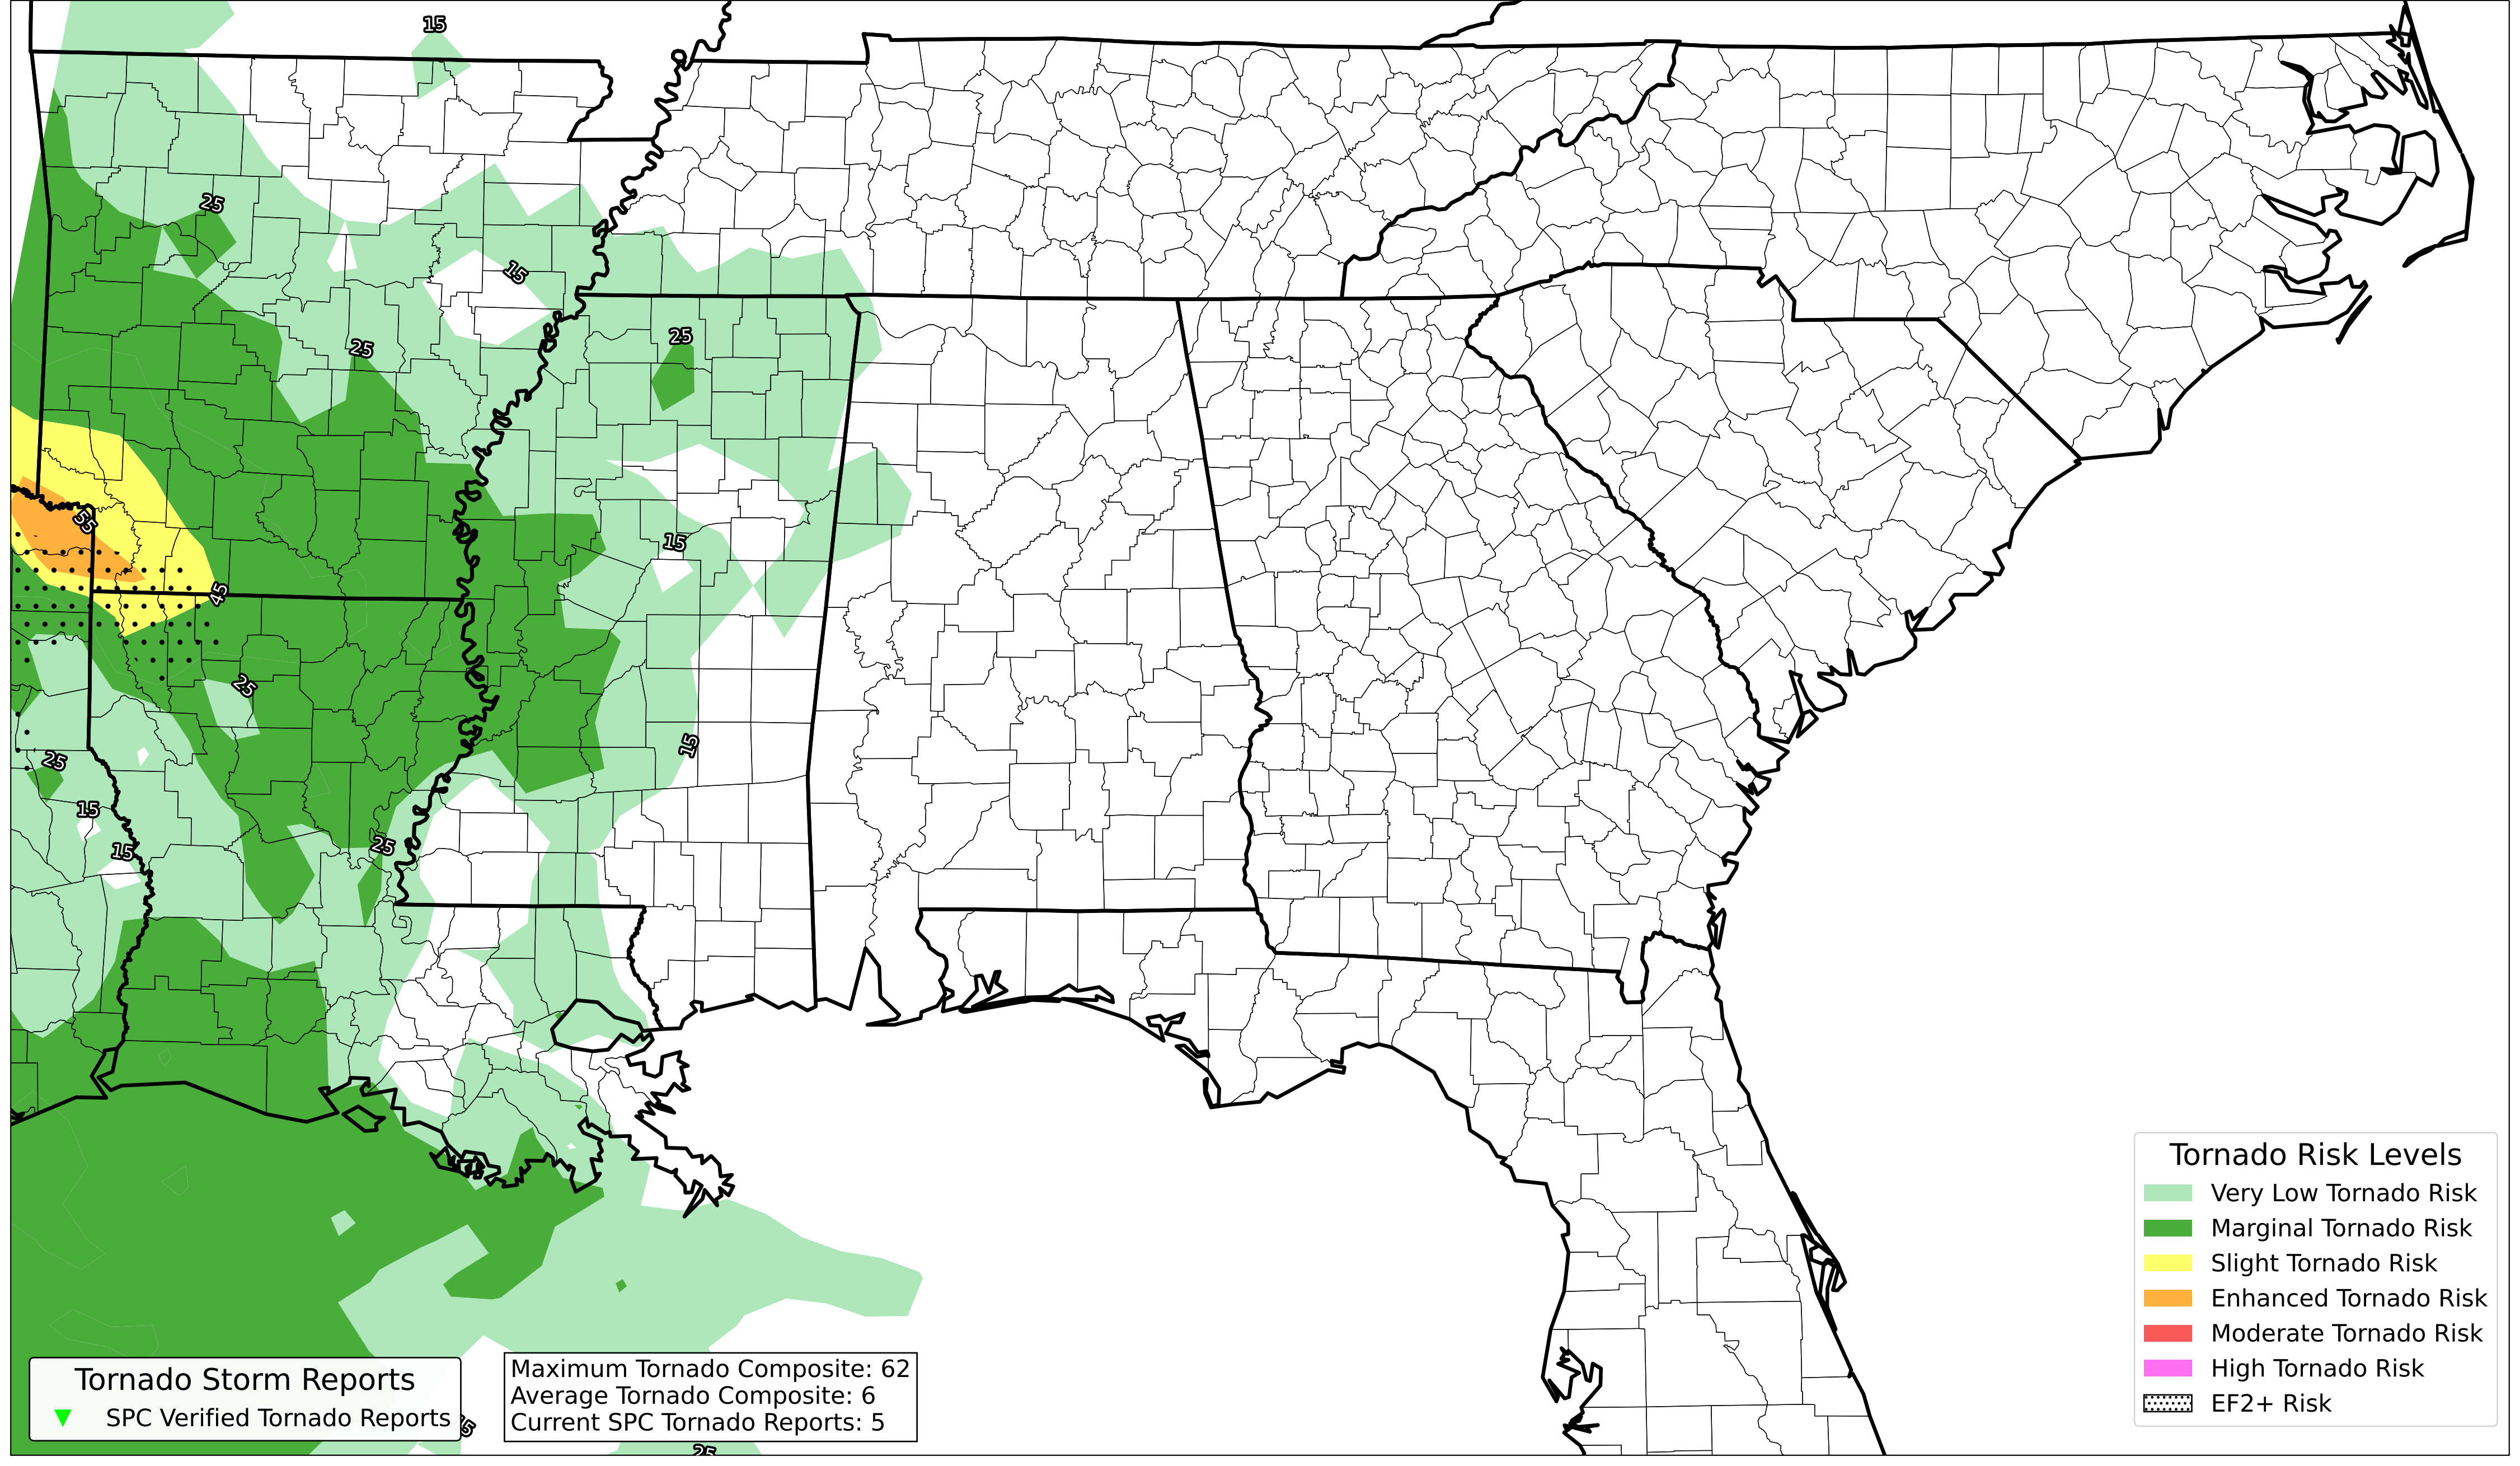 15
25
15
25
25
55
15
45
25
15
25
15
15
25
Tornado Risk Levels
Very Low Tornado Risk
Marginal Tornado Risk
Slight Tornado Risk
Enhanced Tornado Risk
Moderate Tornado Risk
High Tornado Risk
EF2+ Risk
Tornado Storm Reports
SPC Verified Tornado Reports
Maximum Tornado Composite: 62
Average Tornado Composite: 6
Current SPC Tornado Reports: 5